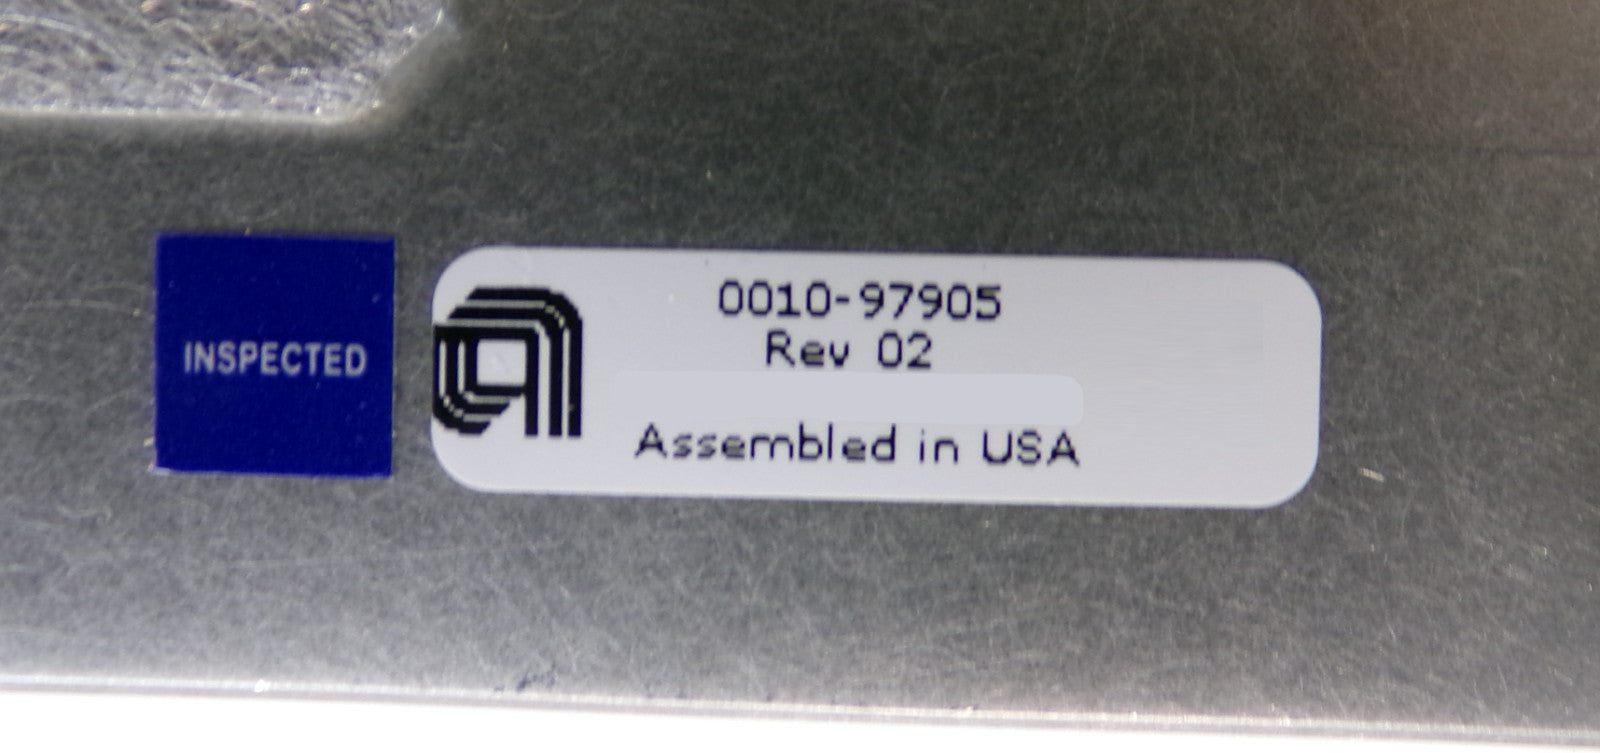 INSPECTED
0010-97905
Rev 02
Assembled in USA